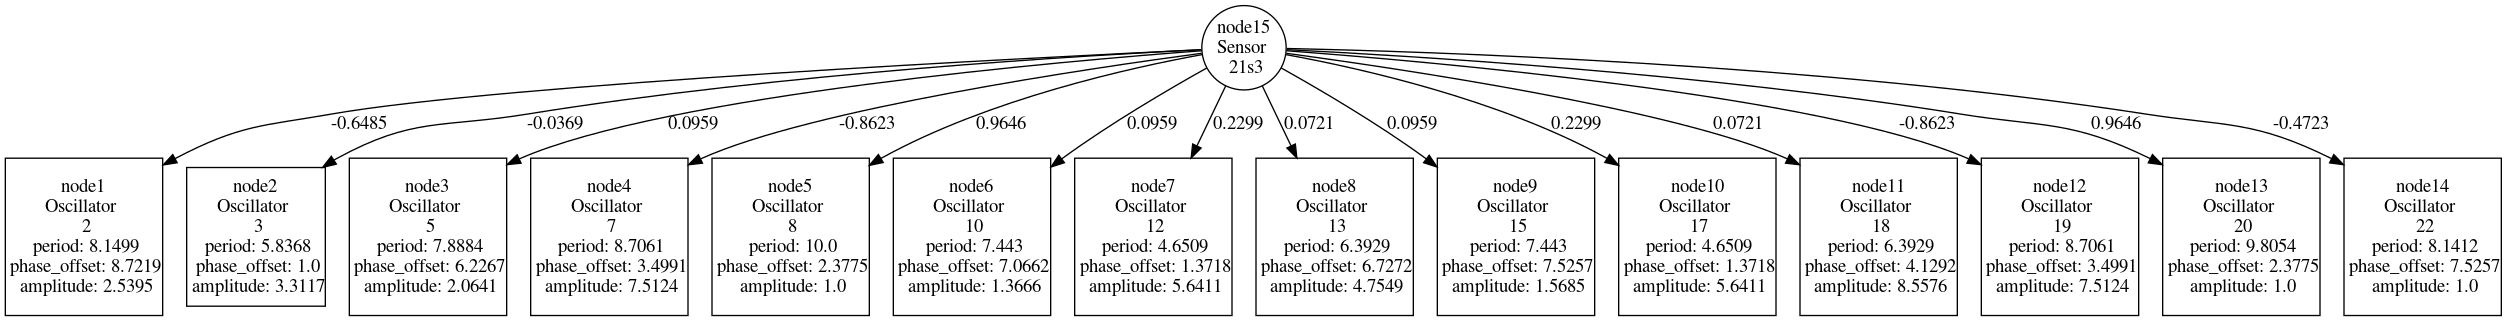 node15
Sensor
21s3
-0.6485
-0.0369
0.0959
-0.8623
0.9646
0.0959
0.2299
0.0721
0.0959
0.2299
0.0721
-0.8623
0.9646
-0.4723
node1
Oscillator
2
period: 8.1499
phase_offset: 8.7219
amplitude: 2.5395
node2
Oscillator
3
period: 5.8368
phase_offset: 1.0
amplitude: 3.3117
node3
Oscillator
5
period: 7.8884
phase_offset: 6.2267
amplitude: 2.0641
node4
Oscillator
7
period: 8.7061
phase_offset: 3.4991
amplitude: 7.5124
node5
Oscillator
8
period: 10.0
phase_offset: 2.3775
amplitude: 1.0
node6
Oscillator
10
period: 7.443
phase_offset: 7.0662
amplitude: 1.3666
node7
Oscillator
12
period: 4.6509
phase_offset: 1.3718
amplitude: 5.6411
node8
Oscillator
13
period: 6.3929
phase_offset: 6.7272
amplitude: 4.7549
node9
Oscillator
15
period: 7.443
phase_offset: 7.5257
amplitude: 1.5685
node10
Oscillator
17
period: 4.6509
phase_offset: 1.3718
amplitude: 5.6411
node11
Oscillator
18
period: 6.3929
phase_offset: 4.1292
amplitude: 8.5576
node12
Oscillator
19
period: 8.7061
phase_offset: 3.4991
amplitude: 7.5124
node13
Oscillator
20
period: 9.8054
phase_offset: 2.3775
amplitude: 1.0
node14
Oscillator
22
period: 8.1412
phase_offset: 7.5257
amplitude: 1.0